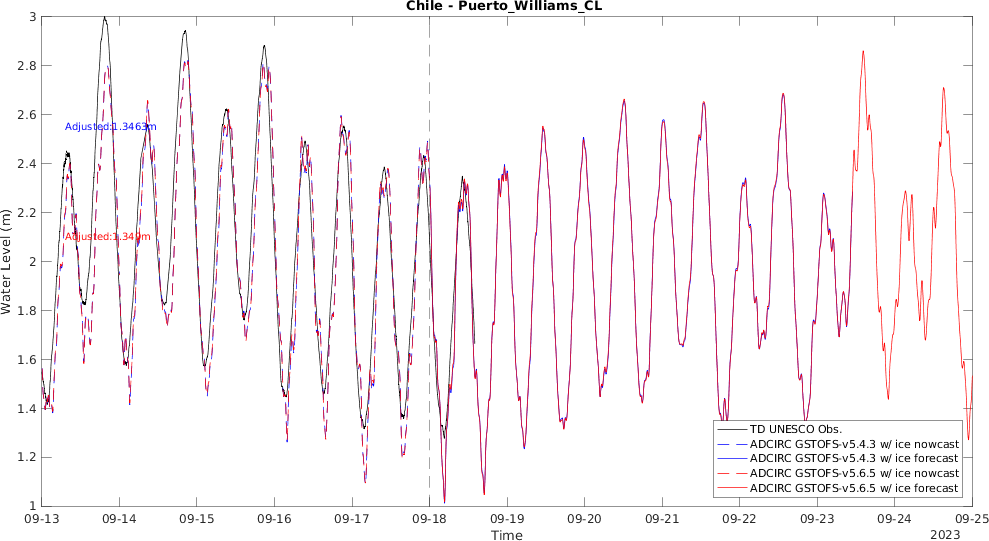 Chile - Puerto_Williams_CL
3
2.8
2.6
2.4
2.2
2
1.8
1.6
1.4
1.2
1
Water Level (m)
Adjusted:1.3463m
Adjusted:1.349m
TD UNESCO Obs.
ADCIRC GSTOFS-v5.4.3 w/ ice nowcast
ADCIRC GSTOFS-v5.4.3 w/ ice forecast
ADCIRC GSTOFS-v5.6.5 w/ ice nowcast
ADCIRC GSTOFS-v5.6.5 w/ ice forecast
09-13 09-14 09-15 09-16 09-17 09-18 09-19 09-20 09-21 09-22 09-23 09-24 09-25
Time
2023